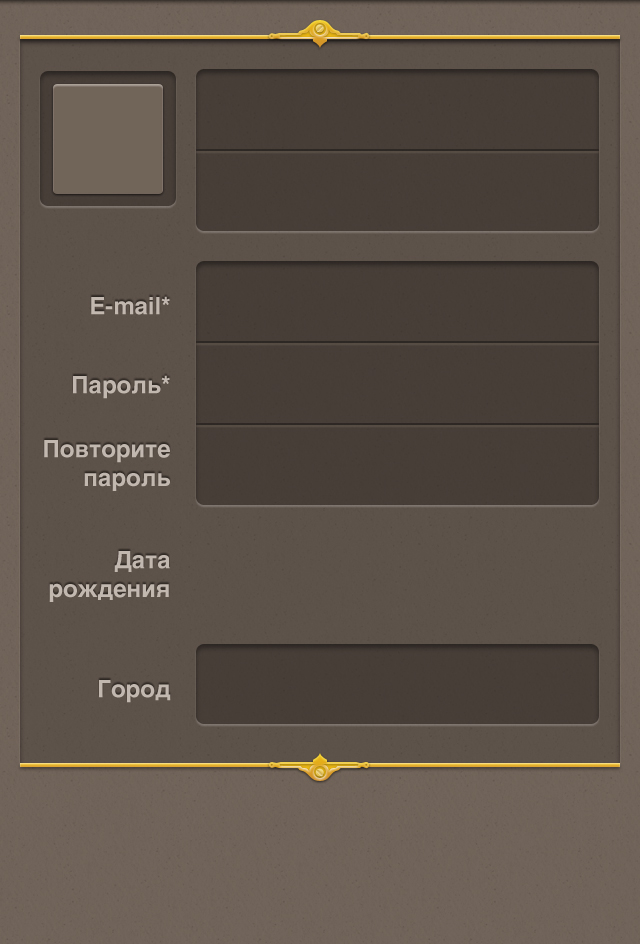 E-mail*
Пароль*
Повторите
пароль
Дата
рождения
Город